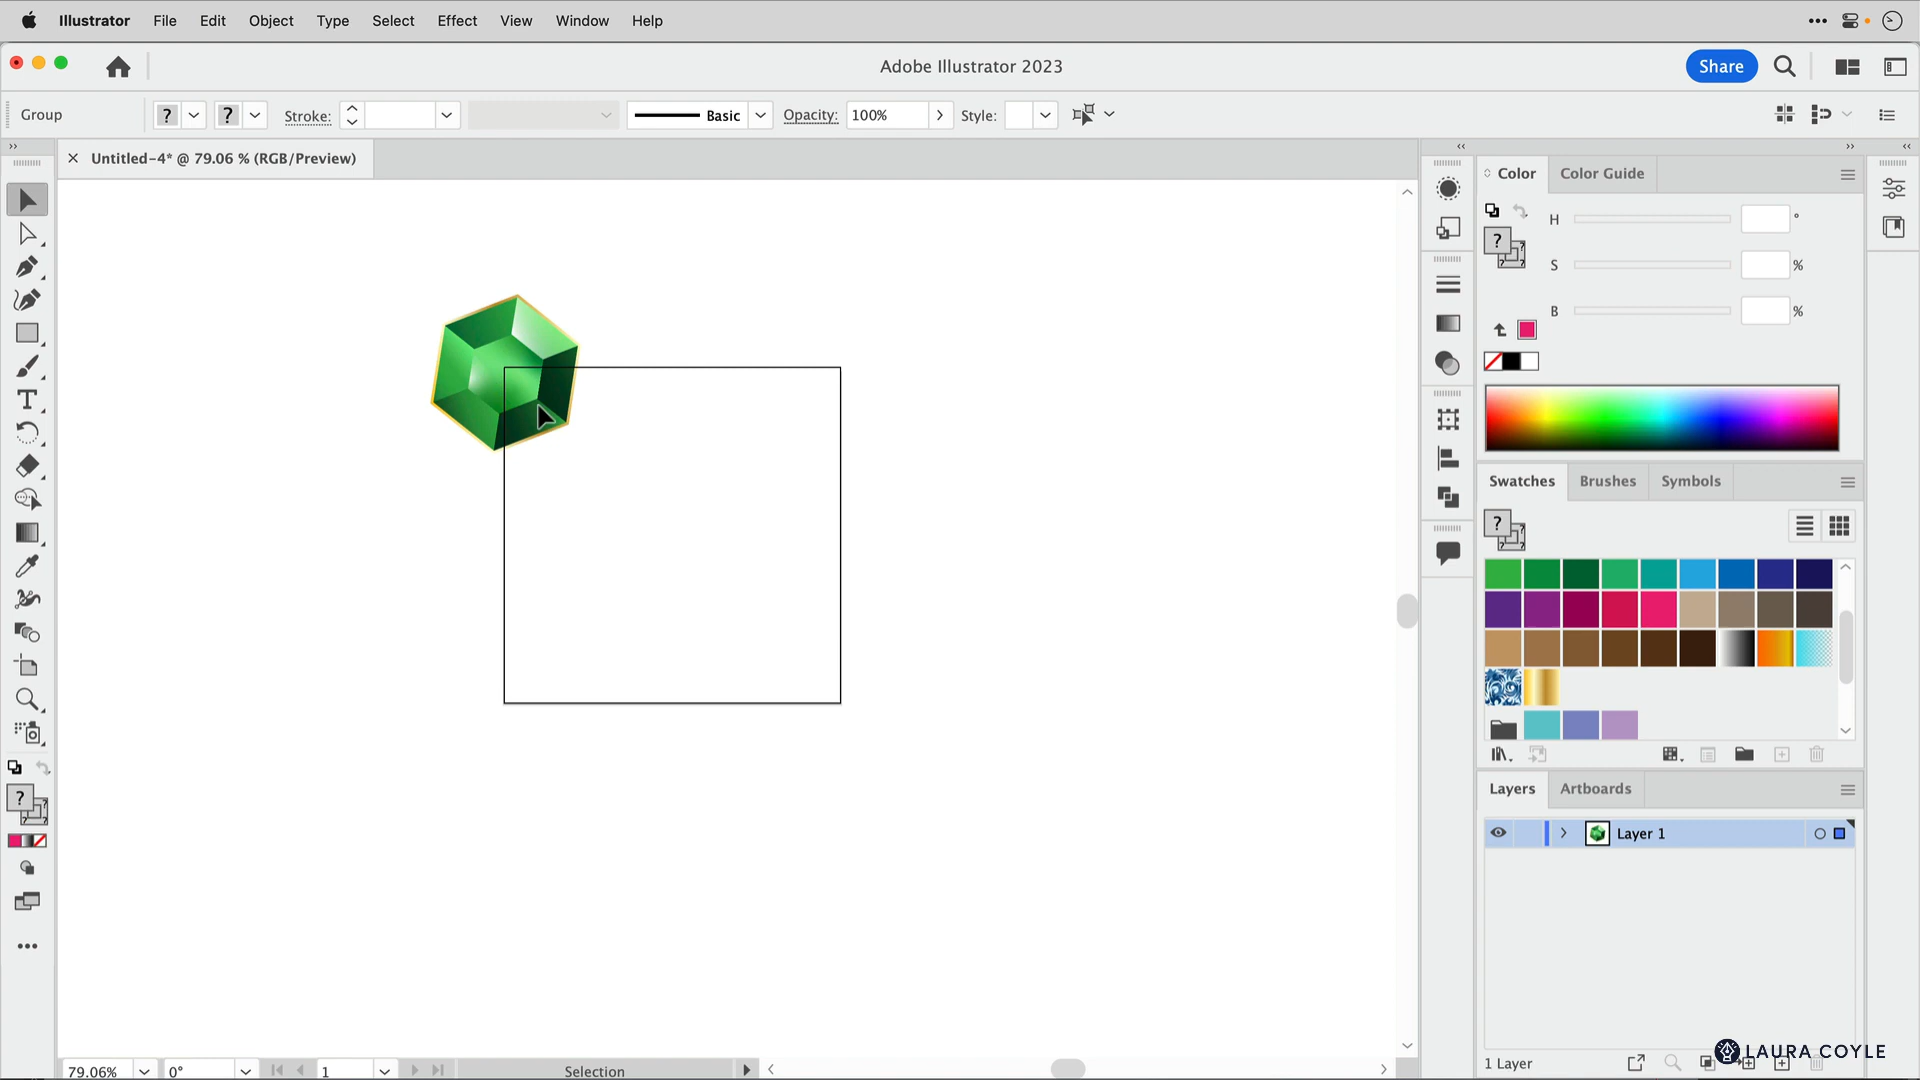 Illustrator File Edit Object Type Select Effect View Window Help
Adobe Illustrator 2023
Share
Group
? ? Stroke: Basic Opacity: 100% Style:
Untitled-4* @ 79.06 % (RGB/Preview)
Color Color Guide
H °
?
?
S %
B %
Swatches Brushes Symbols
?
?
T
?
?
Layers Artboards
Layer 1
1 Layer
LAURA COYLE
79.06% 0° 1 Selection